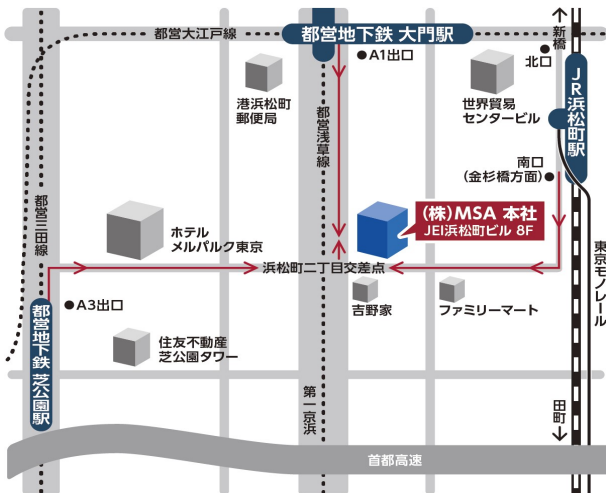 都営大江戸線
都営地下鉄 大門駅
A1出口
新橋
北口
JR浜松町駅
港浜松町
郵便局
都営浅草線
世界貿易
センタービル
南口
(金杉橋方面)
都営三田線
ホテル
メルパルク東京
(株)MSA 本社
JEI浜松町ビル 8F
浜松町二丁目交差点
東京モノレール
A3出口
都営地下鉄 芝公園駅
吉野家
ファミリーマート
住友不動産
芝公園タワー
第一京浜
田町
首都高速